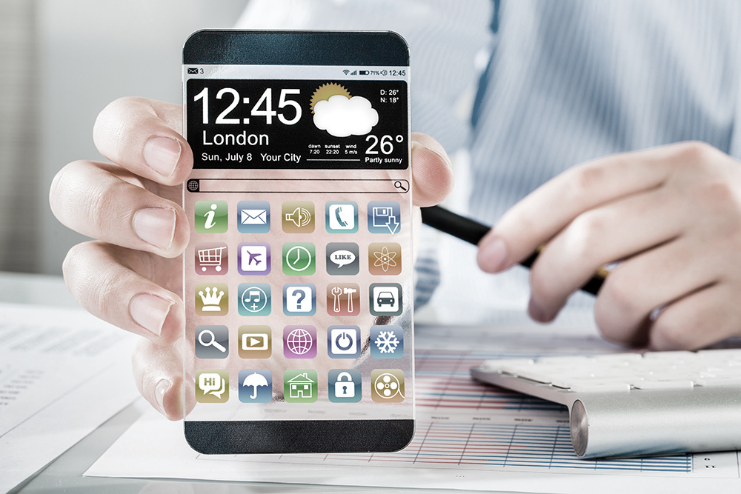 3
71% 12:45
12:45
London
Sun, July 8 Your City
D: 26°
N: 18°
dawn sunset wind
7:20 22:20 5 m/s
26°
Partly sunny
i
LIKE
?
Hi